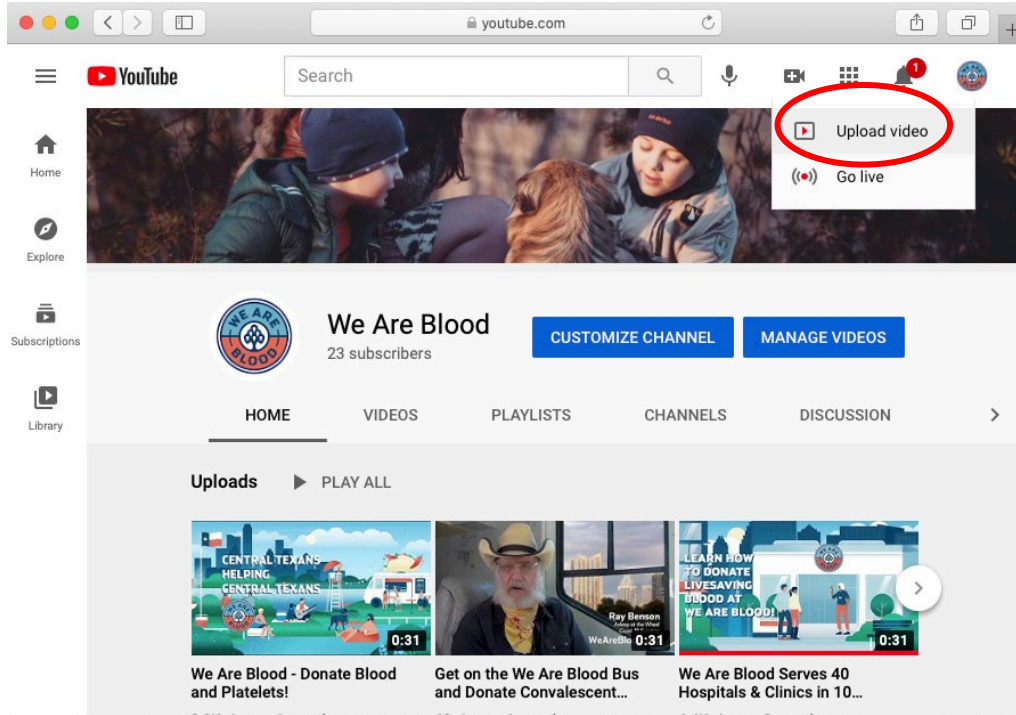 youtube.com
YouTube
Search
1
Upload video
Go live
Home
Explore
Subscriptions
Library
WE ARE
BLOOD
We Are Blood
23 subscribers
CUSTOMIZE CHANNEL
MANAGE VIDEOS
HOME
VIDEOS
PLAYLISTS
CHANNELS
DISCUSSION
Uploads
PLAY ALL
CENTRAL TEXANS
HELPING
CENTRAL TEXANS
0:31
Ray Benson
0:31
LEARN HOW
TO DONATE
LIVESAVING
BLOOD AT
WE ARE BLOOD!
0:31
We Are Blood - Donate Blood
and Platelets!
Get on the We Are Blood Bus
and Donate Convalescent...
We Are Blood Serves 40
Hospitals & Clinics in 10...